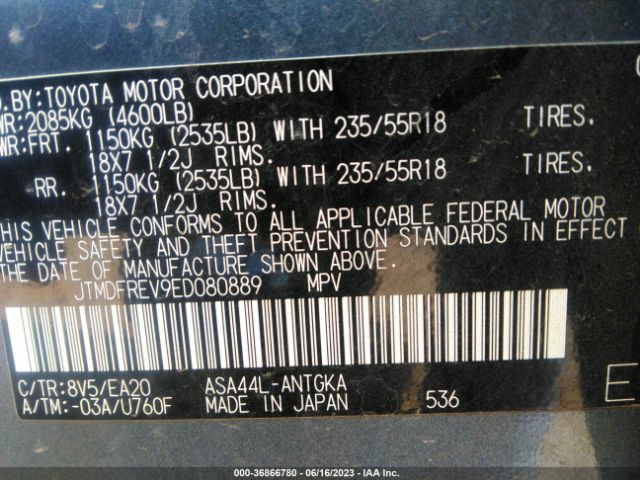 D.BY:TOYOTA MOTOR CORPORATION
WR:2085KG (4600LB)
WR:FRT. 1150KG (2535LB) WITH 235/55R18 TIRES.
18X7 1/2J RIMS.
RR. 1150KG (2535LB) WITH 235/55R18 TIRES.
18X7 1/2J RIMS.
THIS VEHICLE CONFORMS TO ALL APPLICABLE FEDERAL MOTOR
VEHICLE SAFETY AND THEFT PREVENTION STANDARDS IN EFFECT
THE DATE OF MANUFACTURE SHOWN ABOVE.
JTMDFREV9ED080889 MPV
C/TR:8V5/EA20 ASA44L-ANTGKA
A/TM:-03A/U760F MADE IN JAPAN 536
E
000-36866780 - 06/16/2023 - IAA Inc.